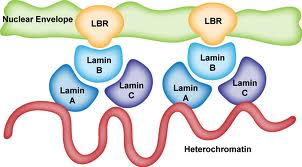 LBR
LBR
Nuclear Envelope
Lamin
B
Lamin
B
Lamin
A
Lamin
C
Lamin
A
Lamin
C
Heterochromatin